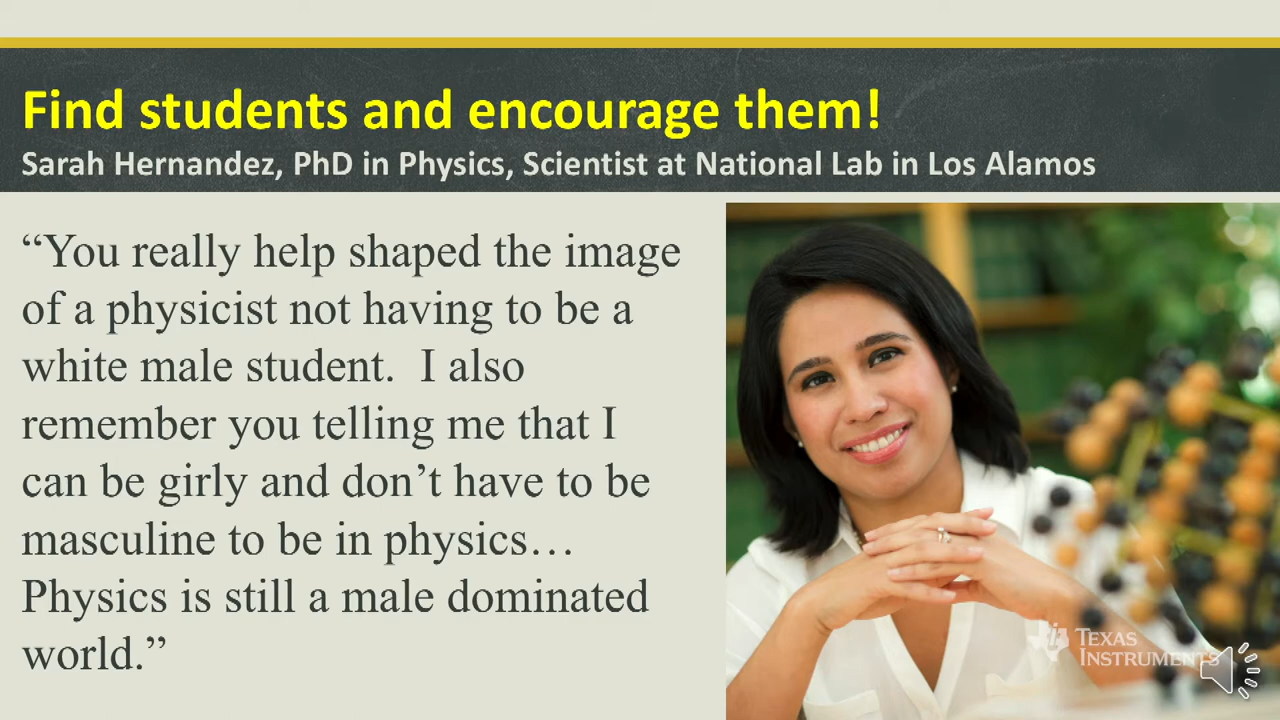 Find students and encourage them!
Sarah Hernandez, PhD in Physics, Scientist at National Lab in Los Alamos
“You really help shaped the image
of a physicist not having to be a
white male student.  I also
remember you telling me that I
can be girly and don’t have to be
masculine to be in physics…
Physics is still a male dominated
world.”
TEXAS
INSTRUMENTS